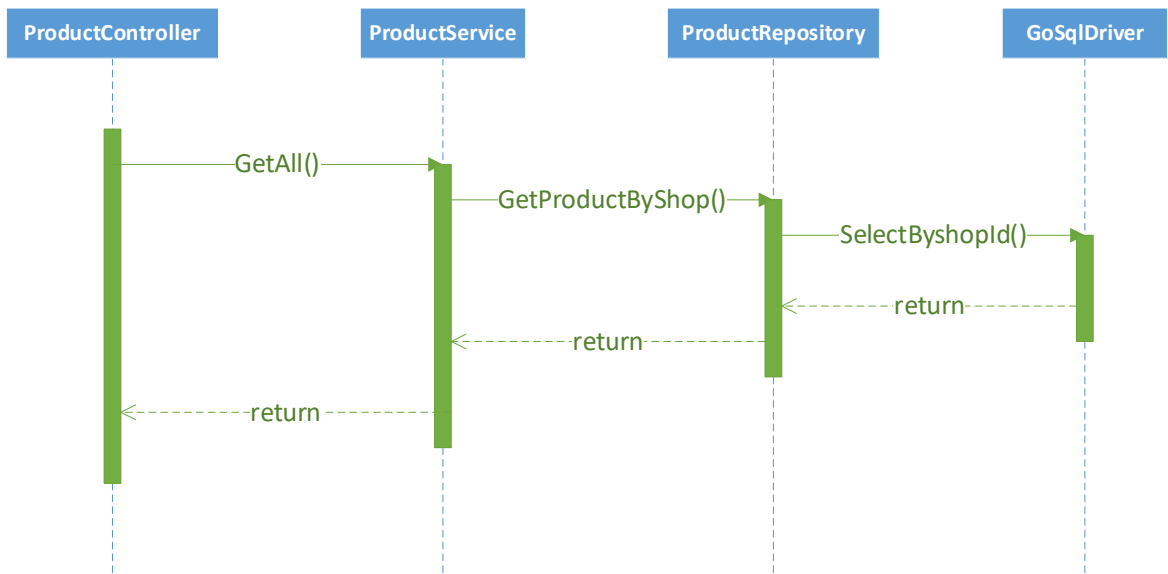 ProductController
ProductService
ProductRepository
GoSqlDriver
GetAll()
GetProductByShop()
SelectByshopId()
return
return
return